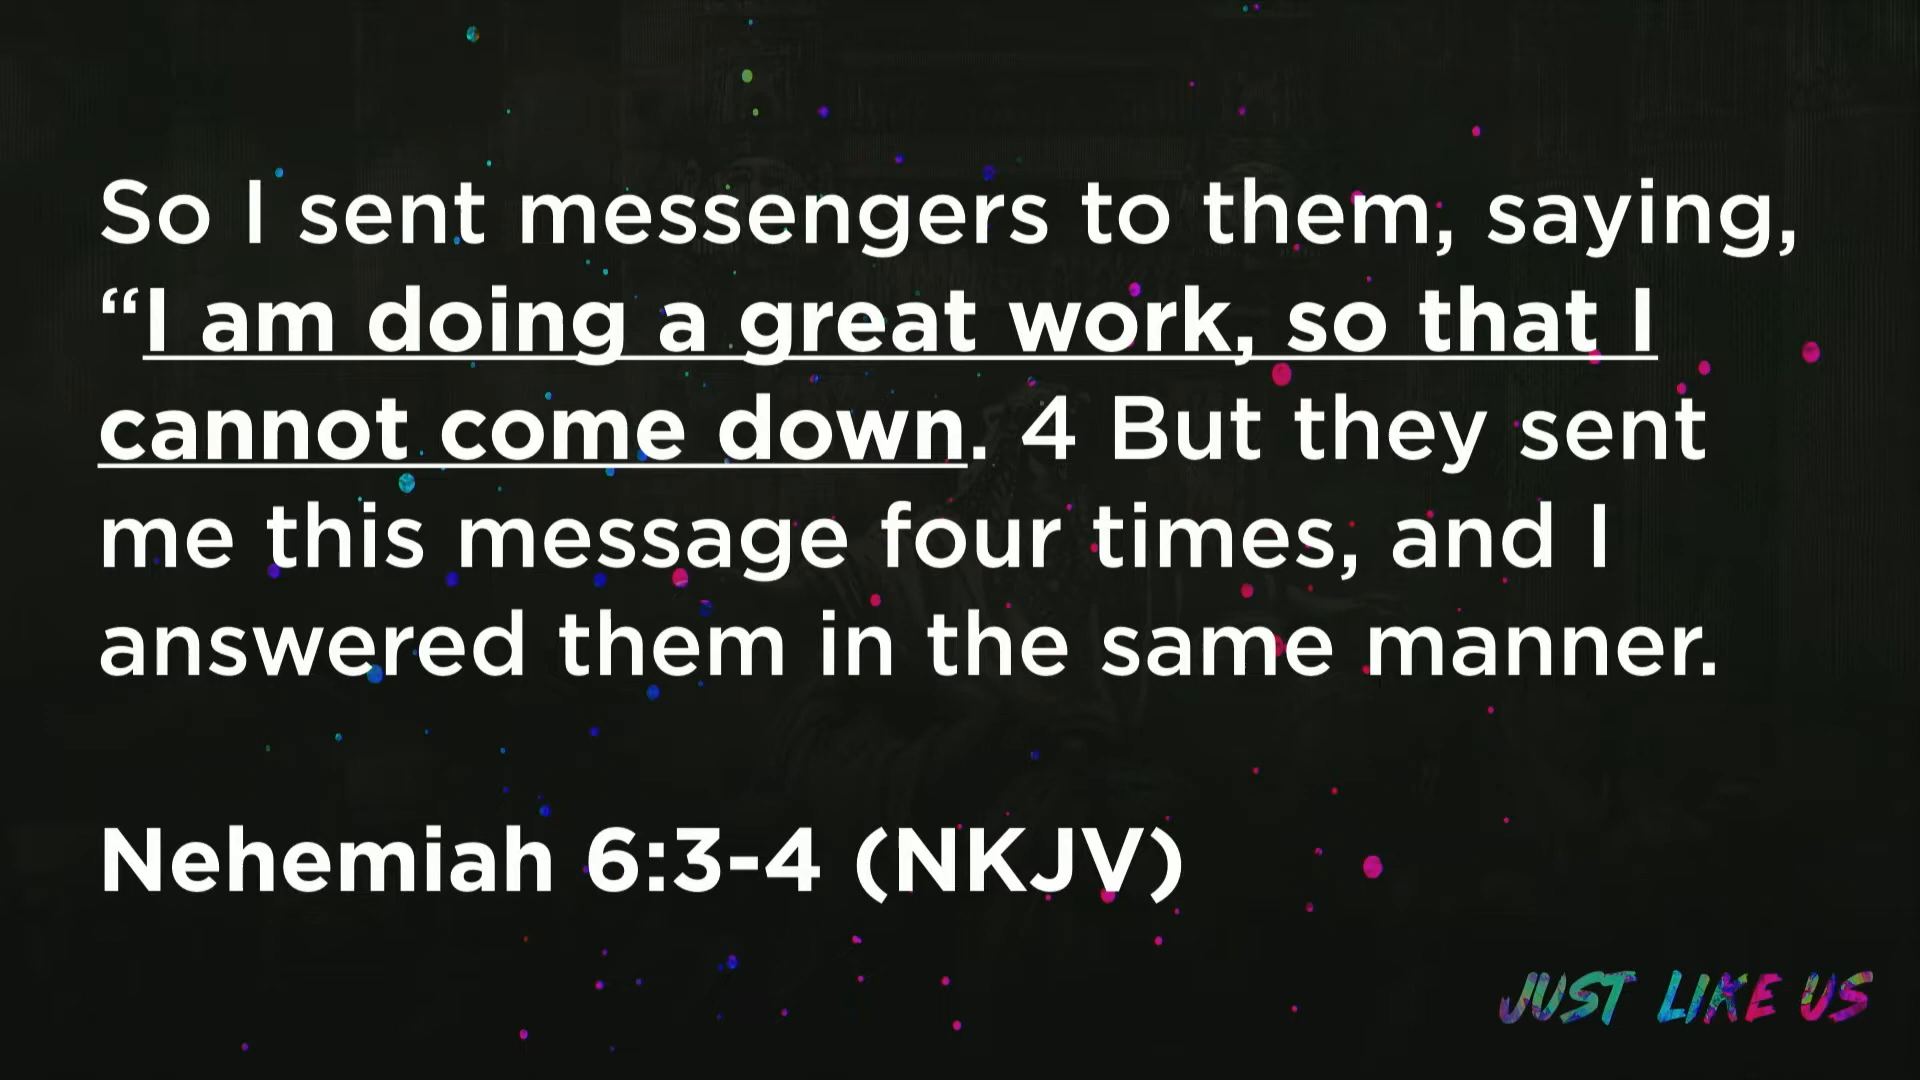 So I sent messengers to them, saying,
“I am doing a great work, so that I
cannot come down. 4 But they sent
me this message four times, and I
answered them in the same manner.
Nehemiah 6:3-4 (NKJV)
JUST LIKE US